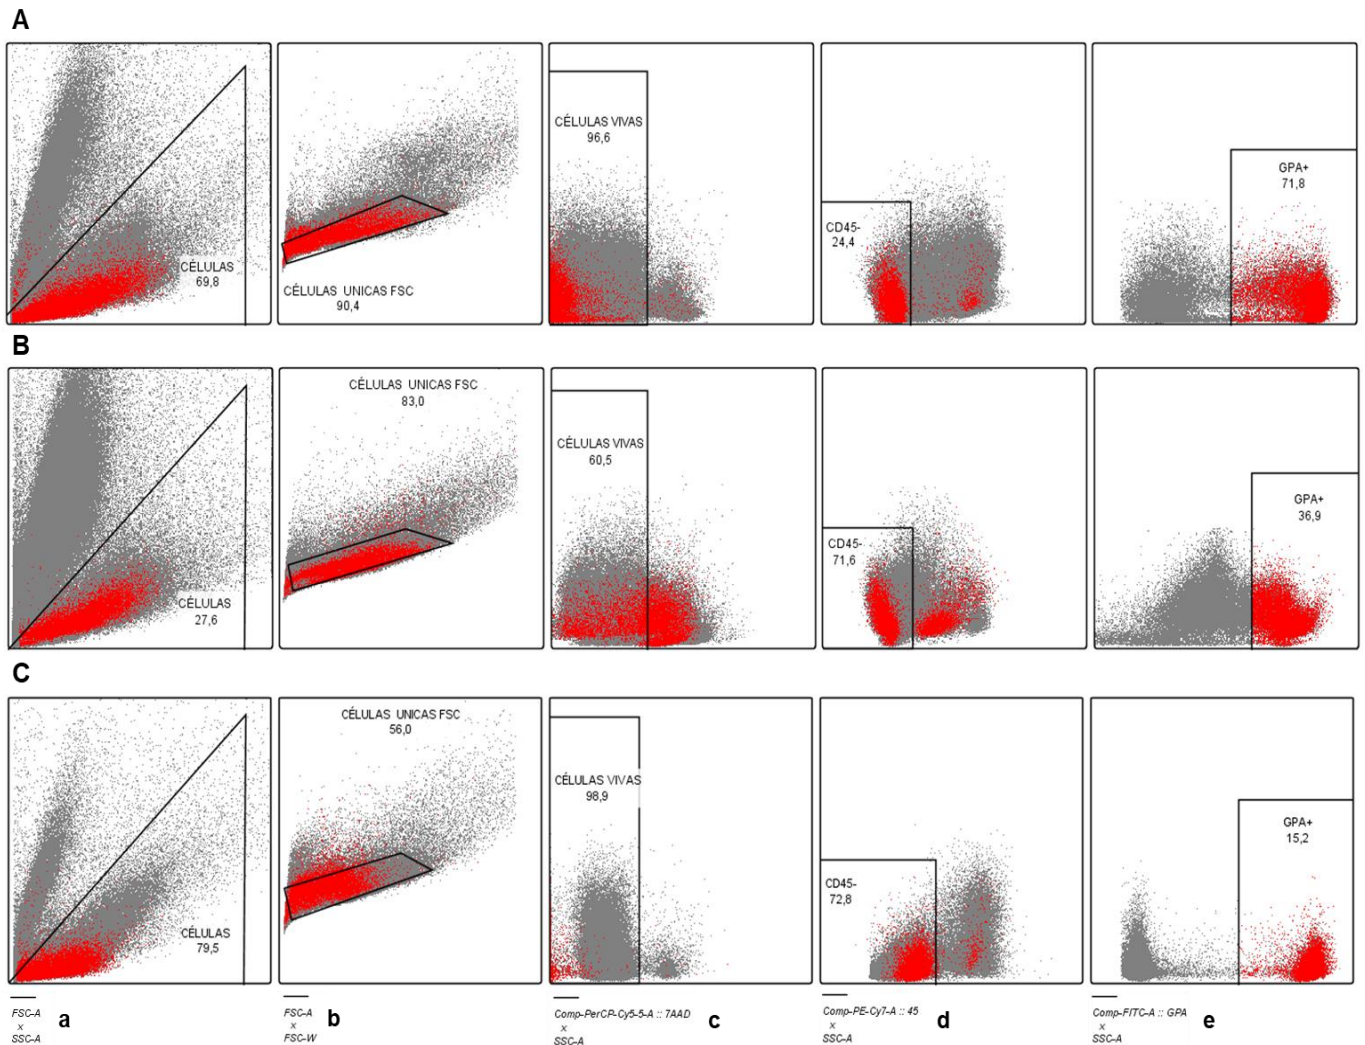 A
CÉLULAS
69,8
CÉLULAS UNICAS FSC
90,4
CÉLULAS VIVAS
96,6
CD45-
24,4
GPA+
71,8
B
CÉLULAS
27,6
CÉLULAS UNICAS FSC
83,0
CÉLULAS VIVAS
60,5
CD45-
71,6
GPA+
36,9
C
CÉLULAS
79,5
CÉLULAS UNICAS FSC
56,0
CÉLULAS VIVAS
98,9
CD45-
72,8
GPA+
15,2
FSC-A
x
SSC-A
a
FSC-A
x
FSC-W
b
Comp-PerCP-Cy5-5-A :: 7AAD
x
SSC-A
c
Comp-PE-Cy7-A :: 45
x
SSC-A
d
Comp-FITC-A :: GPA
x
SSC-A
e